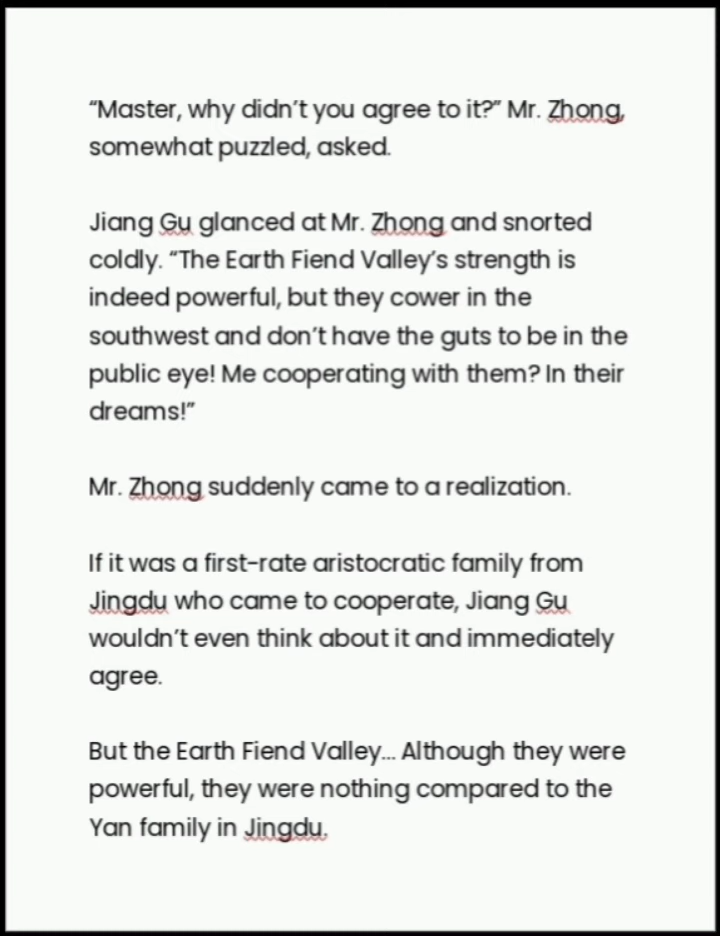 “Master, why didn’t you agree to it?” Mr. Zhong,
somewhat puzzled, asked.
Jiang Gu glanced at Mr. Zhong and snorted
coldly. “The Earth Fiend Valley’s strength is
indeed powerful, but they cower in the
southwest and don’t have the guts to be in the
public eye! Me cooperating with them? In their
dreams!”
Mr. Zhong suddenly came to a realization.
If it was a first-rate aristocratic family from
Jingdu who came to cooperate, Jiang Gu
wouldn’t even think about it and immediately
agree.
But the Earth Fiend Valley… Although they were
powerful, they were nothing compared to the
Yan family in Jingdu.